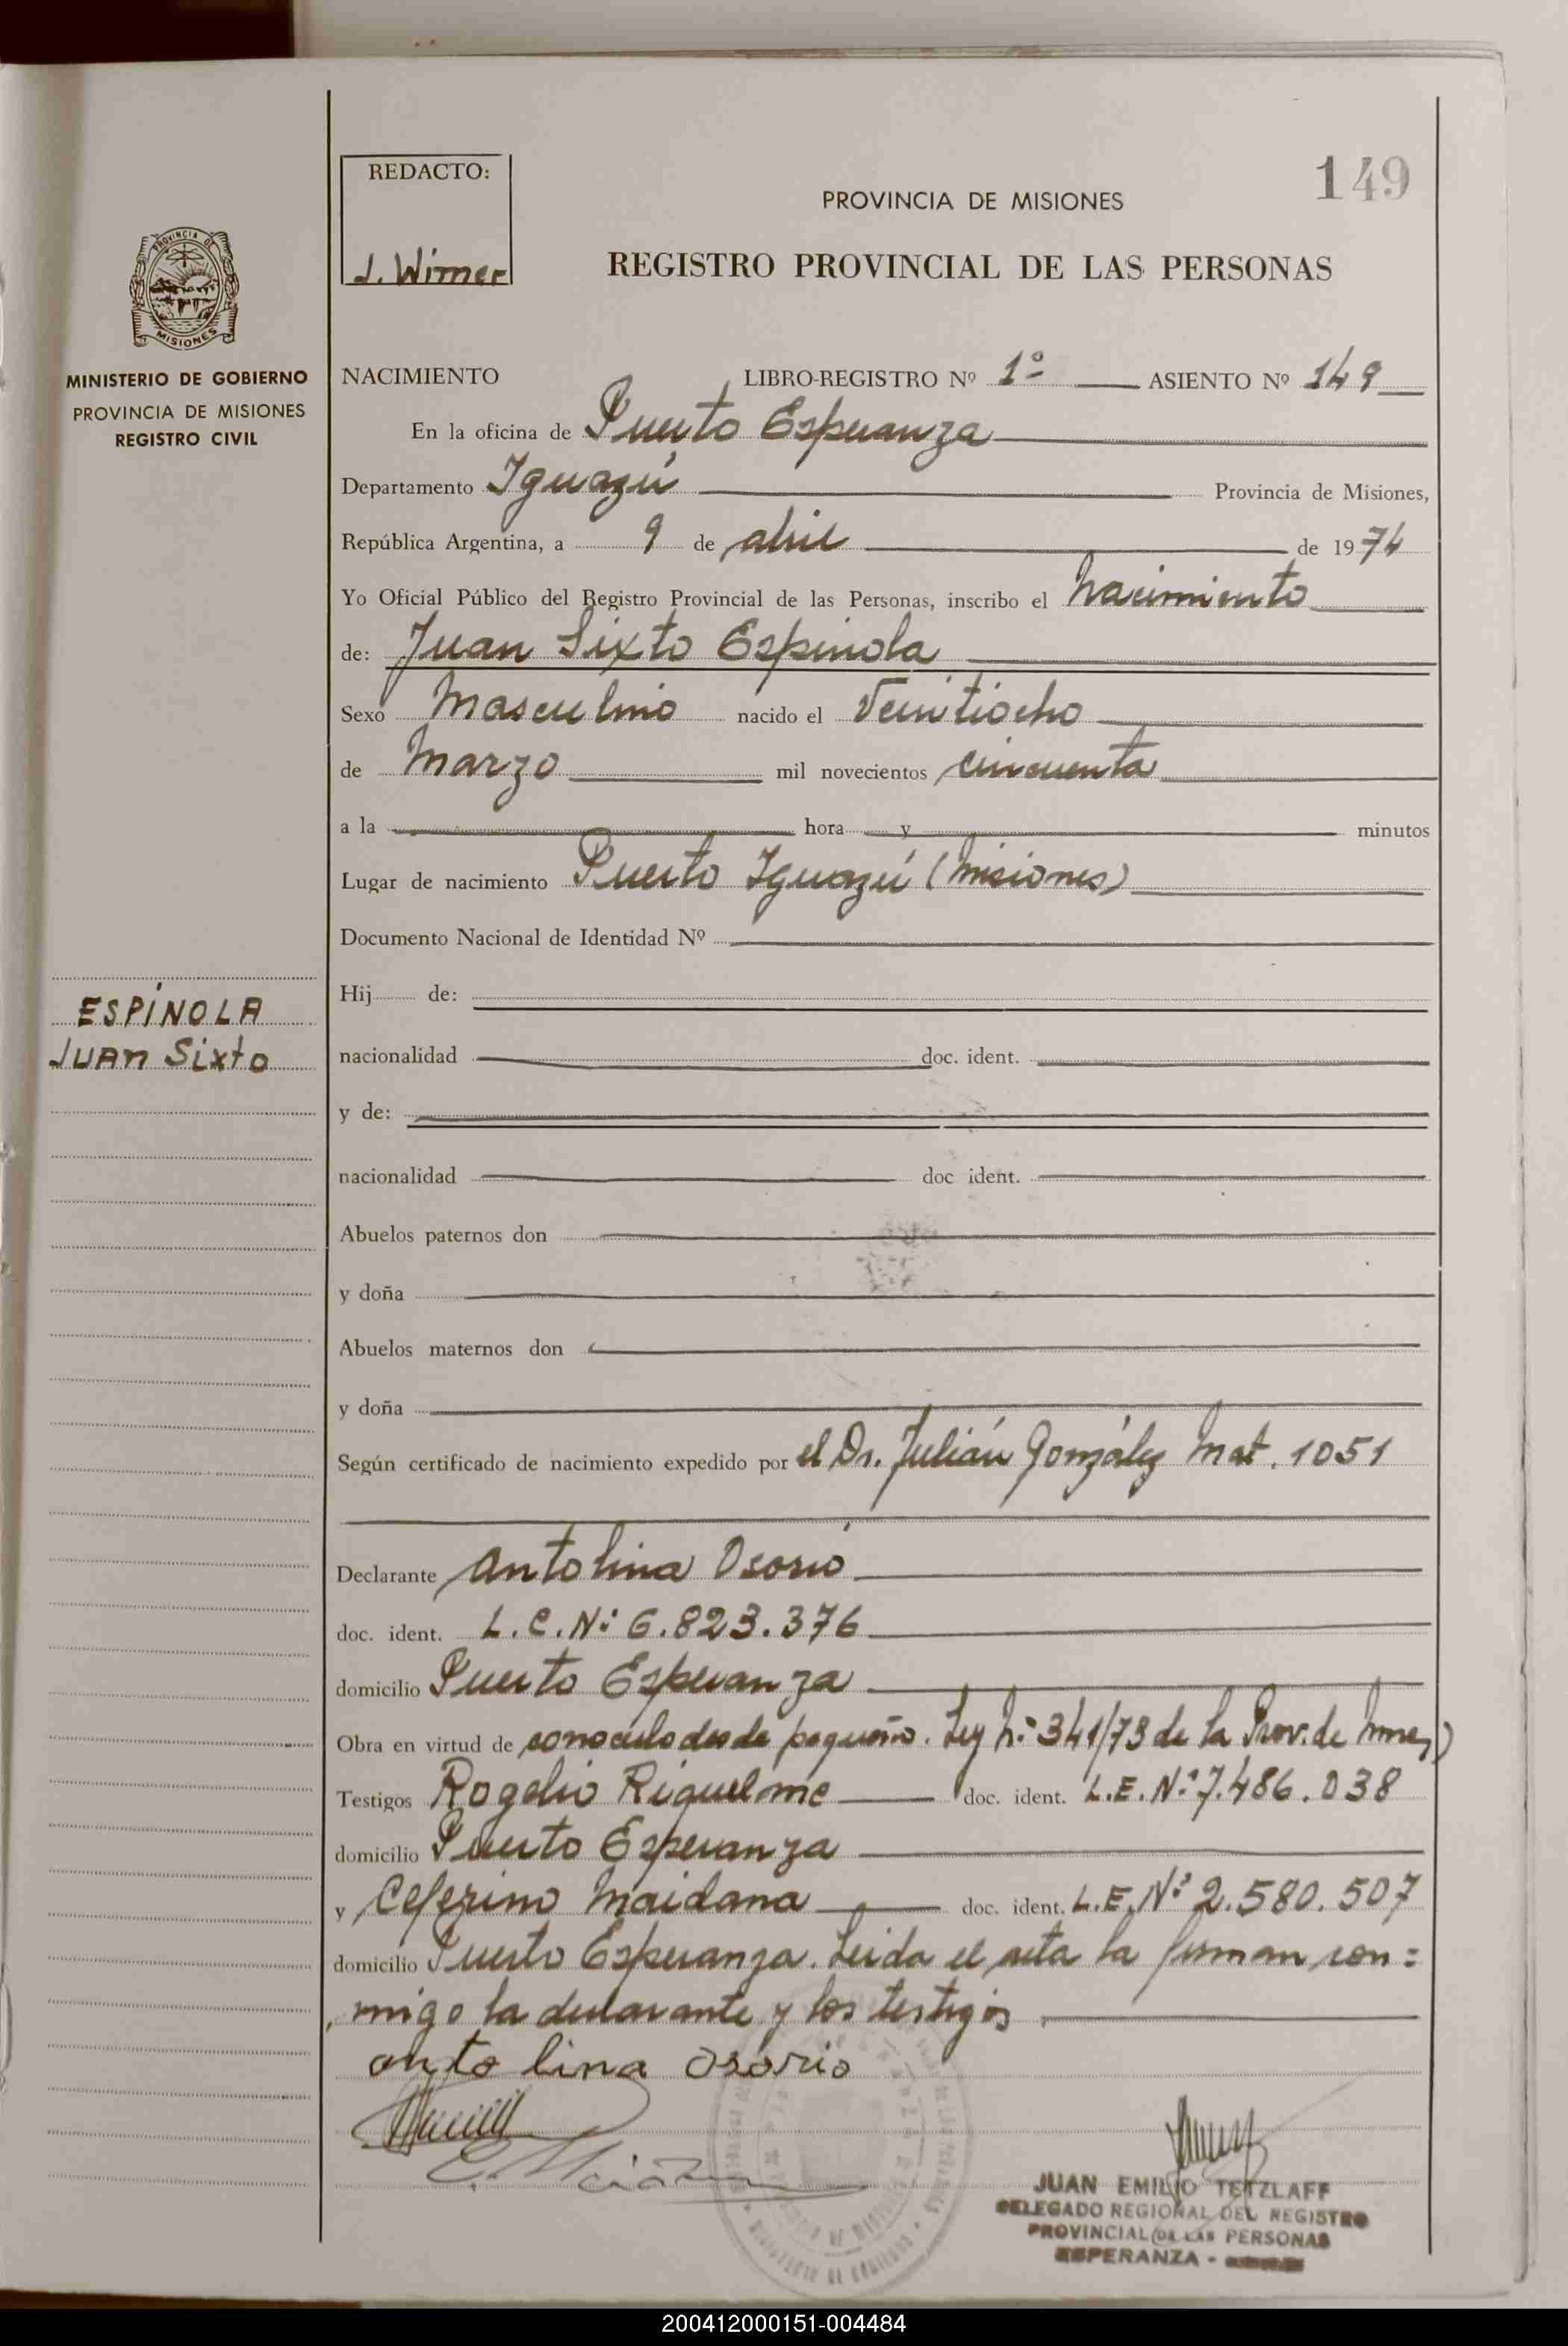 149
REDACTO:
J. Wimer
PROVINCIA DE MISIONES
REGISTRO PROVINCIAL DE LAS PERSONAS
PROVINCIA DE
MISIONES
MINISTERIO DE GOBIERNO
PROVINCIA DE MISIONES
REGISTRO CIVIL
NACIMIENTO LIBRO-REGISTRO Nº 1º ASIENTO Nº 149
En la oficina de Puerto Esperanza
Departamento Iguazú Provincia de Misiones,
República Argentina, a 9 de abril de 1974
Yo Oficial Público del Registro Provincial de las Personas, inscribo el nacimiento
de: Juan Sixto Espínola
Sexo Masculino nacido el Veintiocho
de Marzo mil novecientos cincuenta
a la hora y minutos
Lugar de nacimiento Puerto Iguazú (Misiones)
Documento Nacional de Identidad Nº
ESPÍNOLA
Juan Sixto
Hij de:
nacionalidad doc. ident.
y de:
nacionalidad doc ident.
Abuelos paternos don
y doña
Abuelos maternos don
y doña
Según certificado de nacimiento expedido por el Dr. Julián González Mat. 1051
Declarante Antolina Osorio
doc. ident. L.C.Nº 6.823.376
domicilio Puerto Esperanza
Obra en virtud de conocerlo desde pequeño. Ley Nº 341/73 de la Prov. de Mnes)
Testigos Rogelio Riquelme doc. ident. L.E.Nº 7.486.038
domicilio Puerto Esperanza
y Ceferino Maidana doc. ident. L.E.Nº 2.580.507
domicilio Puerto Esperanza. Leida el acta la firman con=
migo la declarante y los testigos
antolina osorio
JUAN EMILIO TETZLAFF
DELEGADO REGIONAL DEL REGISTRO
PROVINCIAL DE LAS PERSONAS
ESPERANZA -
200412000151-004484